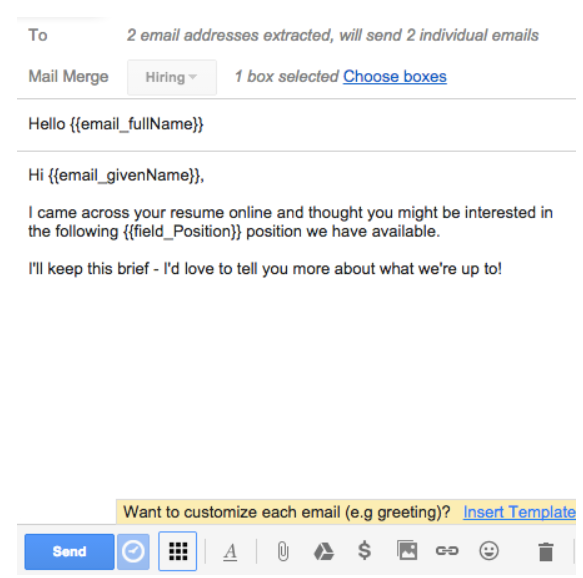 To 2 email addresses extracted, will send 2 individual emails
Mail Merge Hiring 1 box selected Choose boxes
Hello {{email_fullName}}
Hi {{email_givenName}},
I came across your resume online and thought you might be interested in
the following {{field_Position}} position we have available.
I'll keep this brief - I'd love to tell you more about what we're up to!
Want to customize each email (e.g greeting)? Insert Template
Send A $